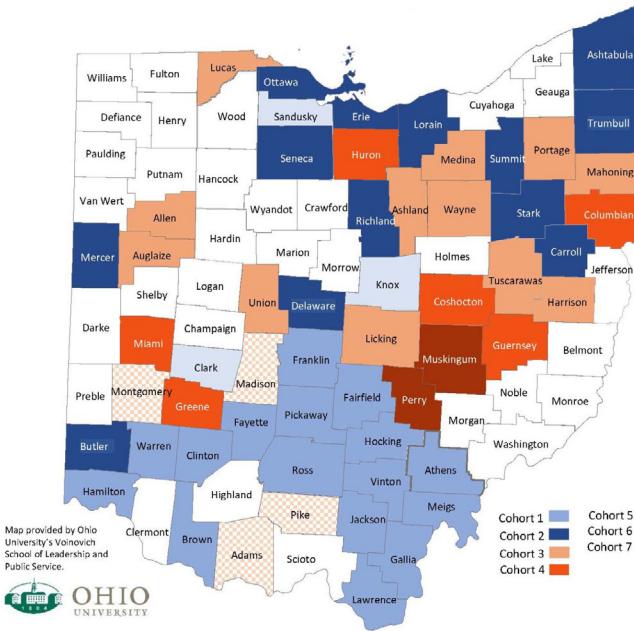 Lake
Ashtabula
Lucas
Fulton
Williams
Ottawa
Geauga
Cuyahoga
Wood
Sandusky
Erie
Lorain
Defiance
Henry
Trumbull
Seneca
Huron
Medina
Summit
Portage
Paulding
Mahoning
Putnam
Hancock
Van Wert
Wyandot
Crawford
Richland
Ashland
Wayne
Stark
Columbian
Allen
Hardin
Mercer
Auglaize
Marion
Morrow
Holmes
Carroll
Jefferson
Tuscarawas
Logan
Knox
Shelby
Union
Delaware
Coshocton
Harrison
Darke
Champaign
Licking
Miami
Guernsey
Belmont
Clark
Franklin
Muskingum
Madison
Montgomery
Preble
Noble
Greene
Fairfield
Perry
Monroe
Morgan
Fayette
Pickaway
Washington
Butler
Warren
Clinton
Hocking
Ross
Athens
Vinton
Hamilton
Highland
Meigs
Pike
Jackson
Clermont
Brown
Adams
Scioto
Gallia
Lawrence
Cohort 1
Cohort 2
Cohort 3
Cohort 4
Cohort 5
Cohort 6
Cohort 7
Map provided by Ohio
University's Voinovich
School of Leadership and
Public Service.
1804
OHIO
UNIVERSITY